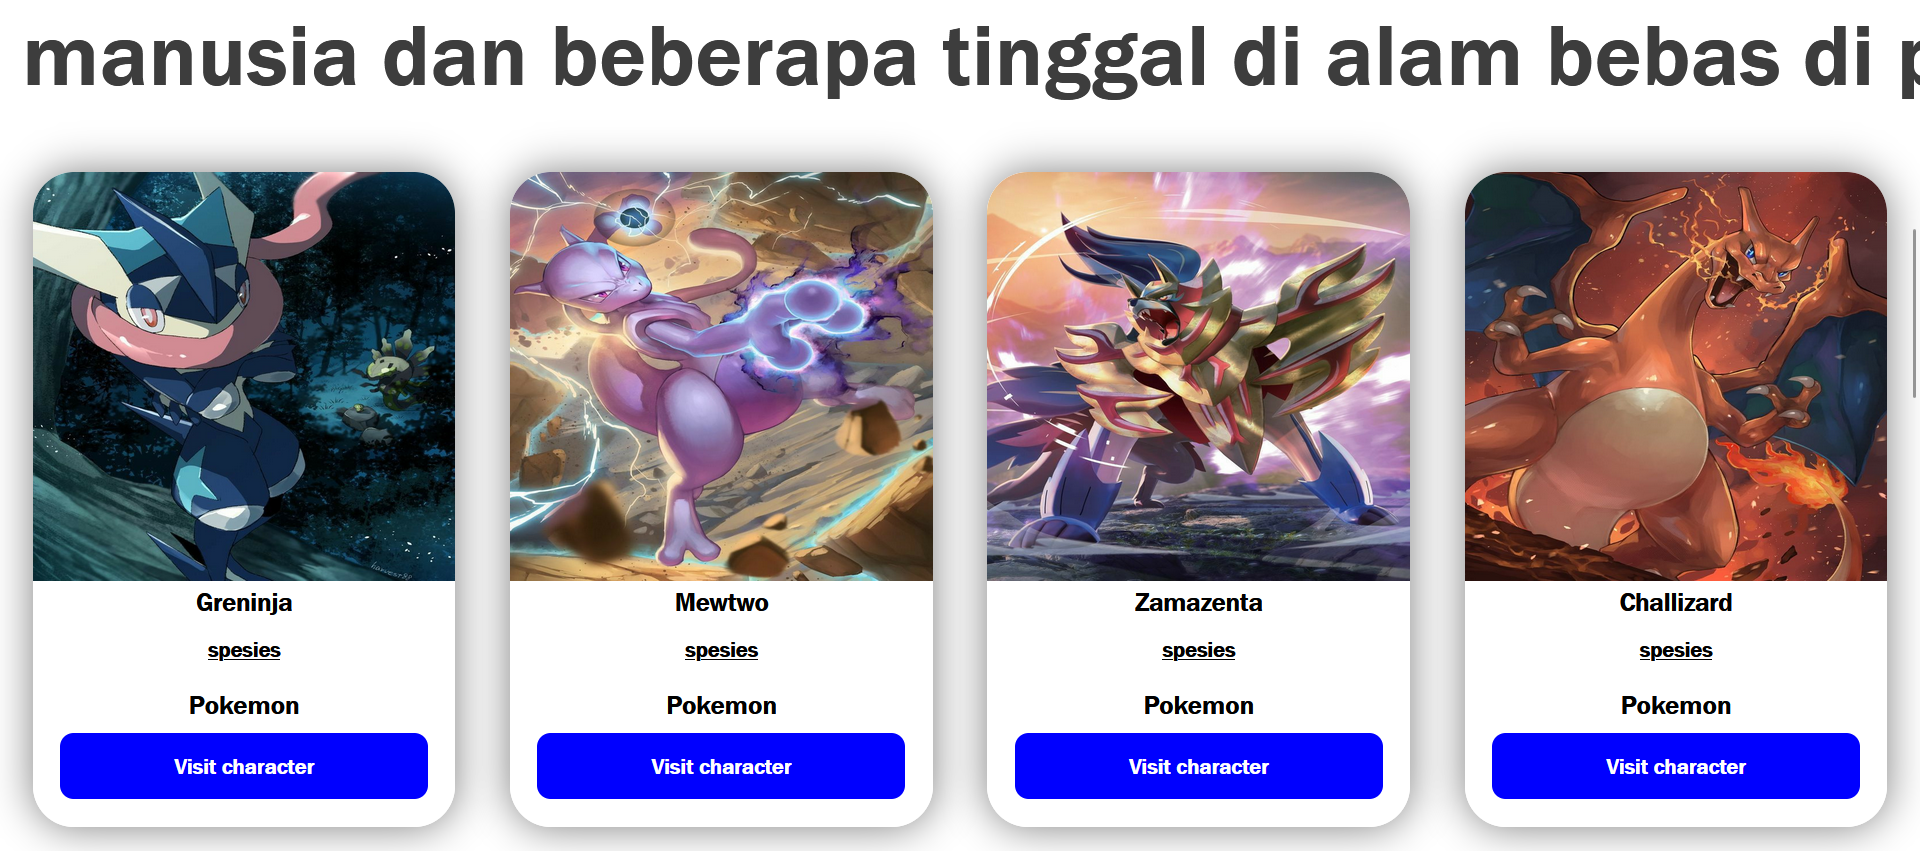 manusia dan beberapa tinggal di alam bebas di
Greninja
spesies
Pokemon
Visit character
Mewtwo
spesies
Pokemon
Visit character
Zamazenta
spesies
Pokemon
Visit character
Challizard
spesies
Pokemon
Visit character